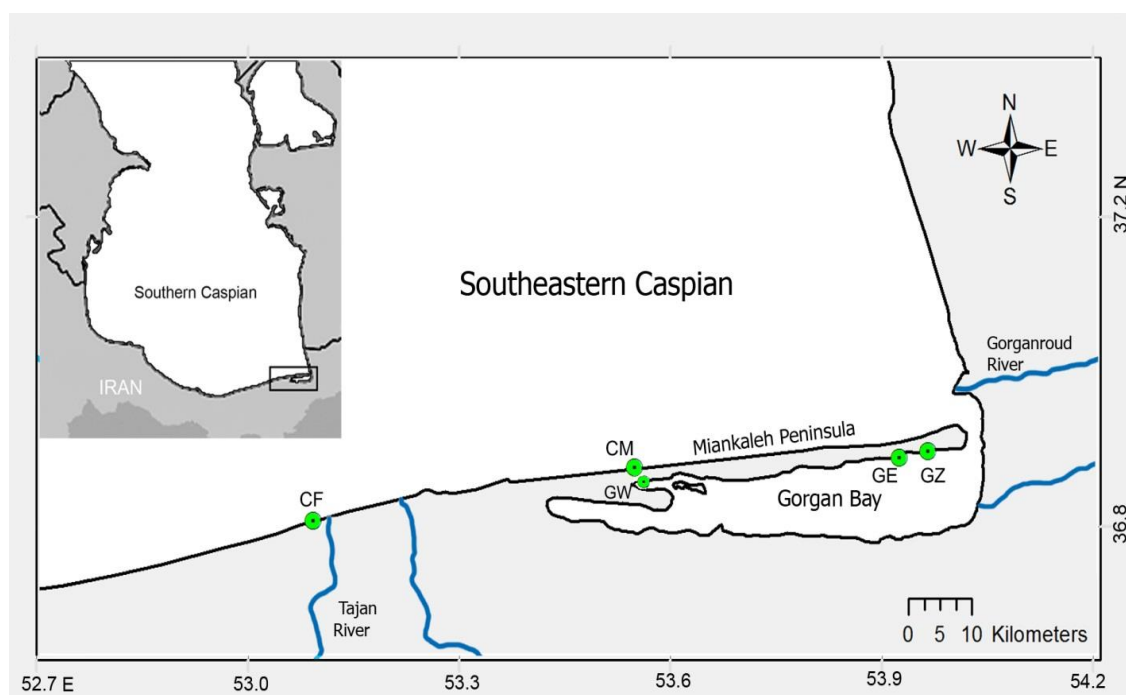 Southern Caspian
IRAN
N
W E
S
37.2 N
Southeastern Caspian
Gorganroud
River
Miankaleh Peninsula
CM
GW
GE
GZ
Gorgan Bay
CF
36.8
Tajan
River
0 5 10 Kilometers
52.7 E
53.0
53.3
53.6
53.9
54.2